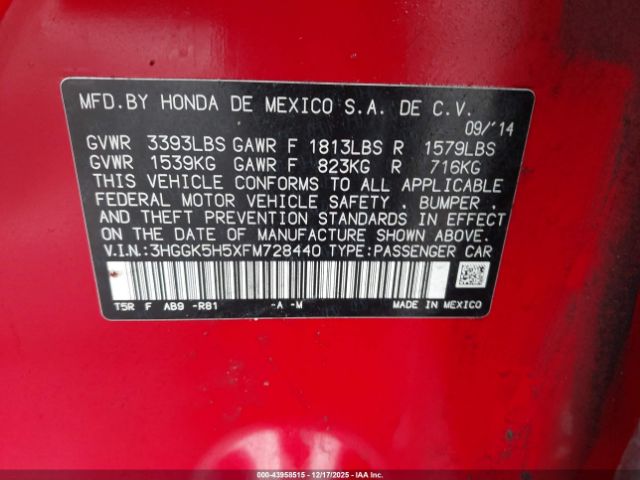 MFD. BY HONDA DE MEXICO S.A. DE C.V.
09/'14
GVWR 3393LBS GAWR F 1813LBS R 1579LBS
GVWR 1539KG GAWR F 823KG R 716KG
THIS VEHICLE CONFORMS TO ALL APPLICABLE
FEDERAL MOTOR VEHICLE SAFETY, BUMPER,
AND THEFT PREVENTION STANDARDS IN EFFECT
ON THE DATE OF MANUFACTURE SHOWN ABOVE.
V.I.N.:3HGGK5H5XFM728440 TYPE:PASSENGER CAR
T5R F AB9 -R81 -A -M MADE IN MEXICO
000-43958515 - 12/17/2025 - COPYRIGHT IAA, INC.